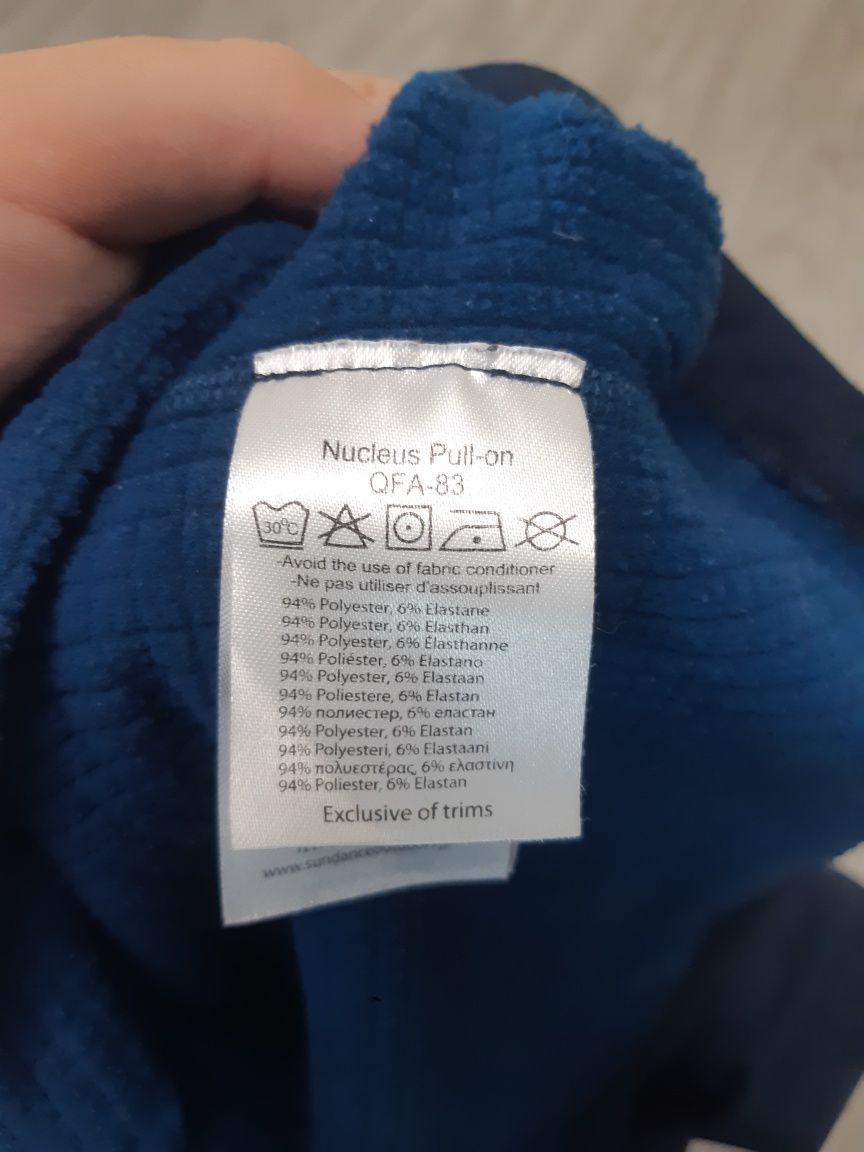 Nucleus Pull-on
QFA-83
30°C
-Avoid the use of fabric conditioner
-Ne pas utiliser d'assouplissant
94% Polyester, 6% Elastane
94% Polyester, 6% Elasthan
94% Polyester, 6% Élasthanne
94% Poliéster, 6% Elastano
94% Polyester, 6% Elastaan
94% Poliestere, 6% Elastan
94% полиестер, 6% еластан
94% Polyester, 6% Elastan
94% Polyesteri, 6% Elastaani
94% πολυεστέρας, 6% ελαστίνη
94% Poliester, 6% Elastan
Exclusive of trims